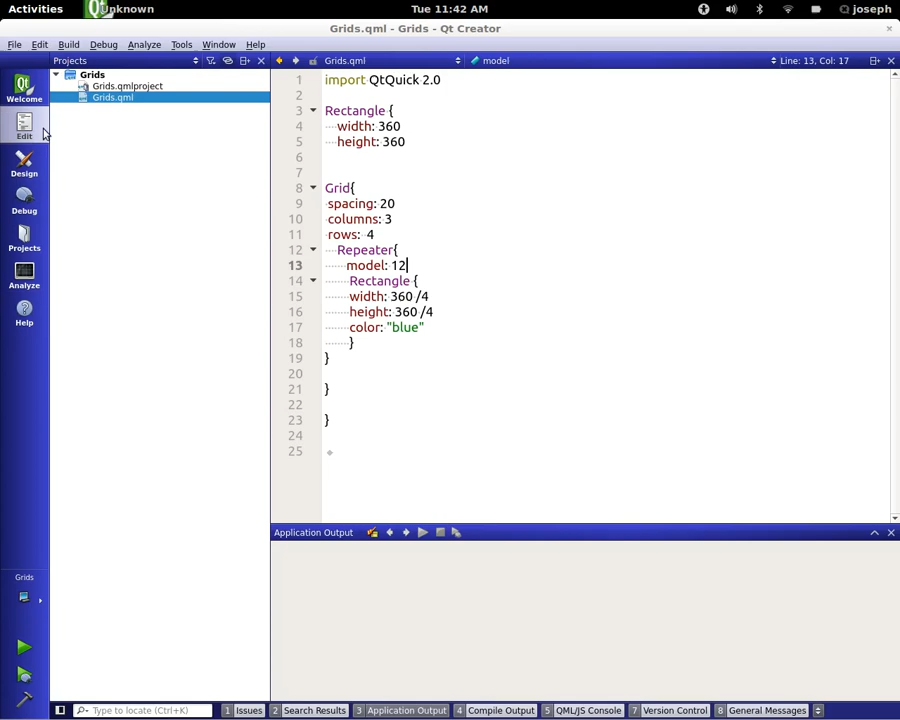 Activities
Unknown
Tue 11:42 AM
joseph
Grids.qml - Grids - Qt Creator
File Edit Build Debug Analyze Tools Window Help
Projects
Grids.qml
model
Line: 13, Col: 17
Welcome
Edit
Design
Debug
Projects
Analyze
Help
Grids
Grids
Grids.qmlproject
Grids.qml
1 import QtQuick 2.0
2
3 Rectangle {
4 width: 360
5 height: 360
6
7
8 Grid{
9 spacing: 20
10 columns: 3
11 rows: 4
12 Repeater{
13 model: 12
14 Rectangle {
15 width: 360 /4
16 height: 360 /4
17 color: "blue"
18 }
19 }
20
21 }
22
23 }
24
25
Application Output
Type to locate (Ctrl+K)
1 Issues 2 Search Results 3 Application Output 4 Compile Output 5 QML/JS Console 7 Version Control 8 General Messages